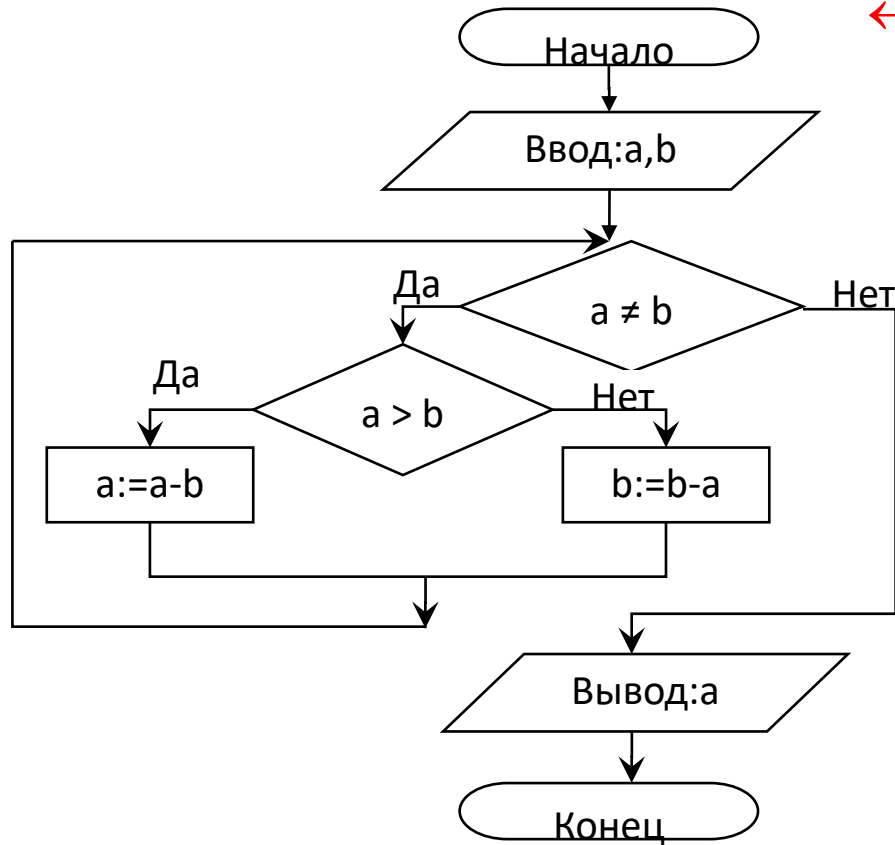 Начало
Ввод:a,b
a ≠ b
Да
Нет
a > b
Да
Нет
a:=a-b
b:=b-a
Вывод:a
Конец